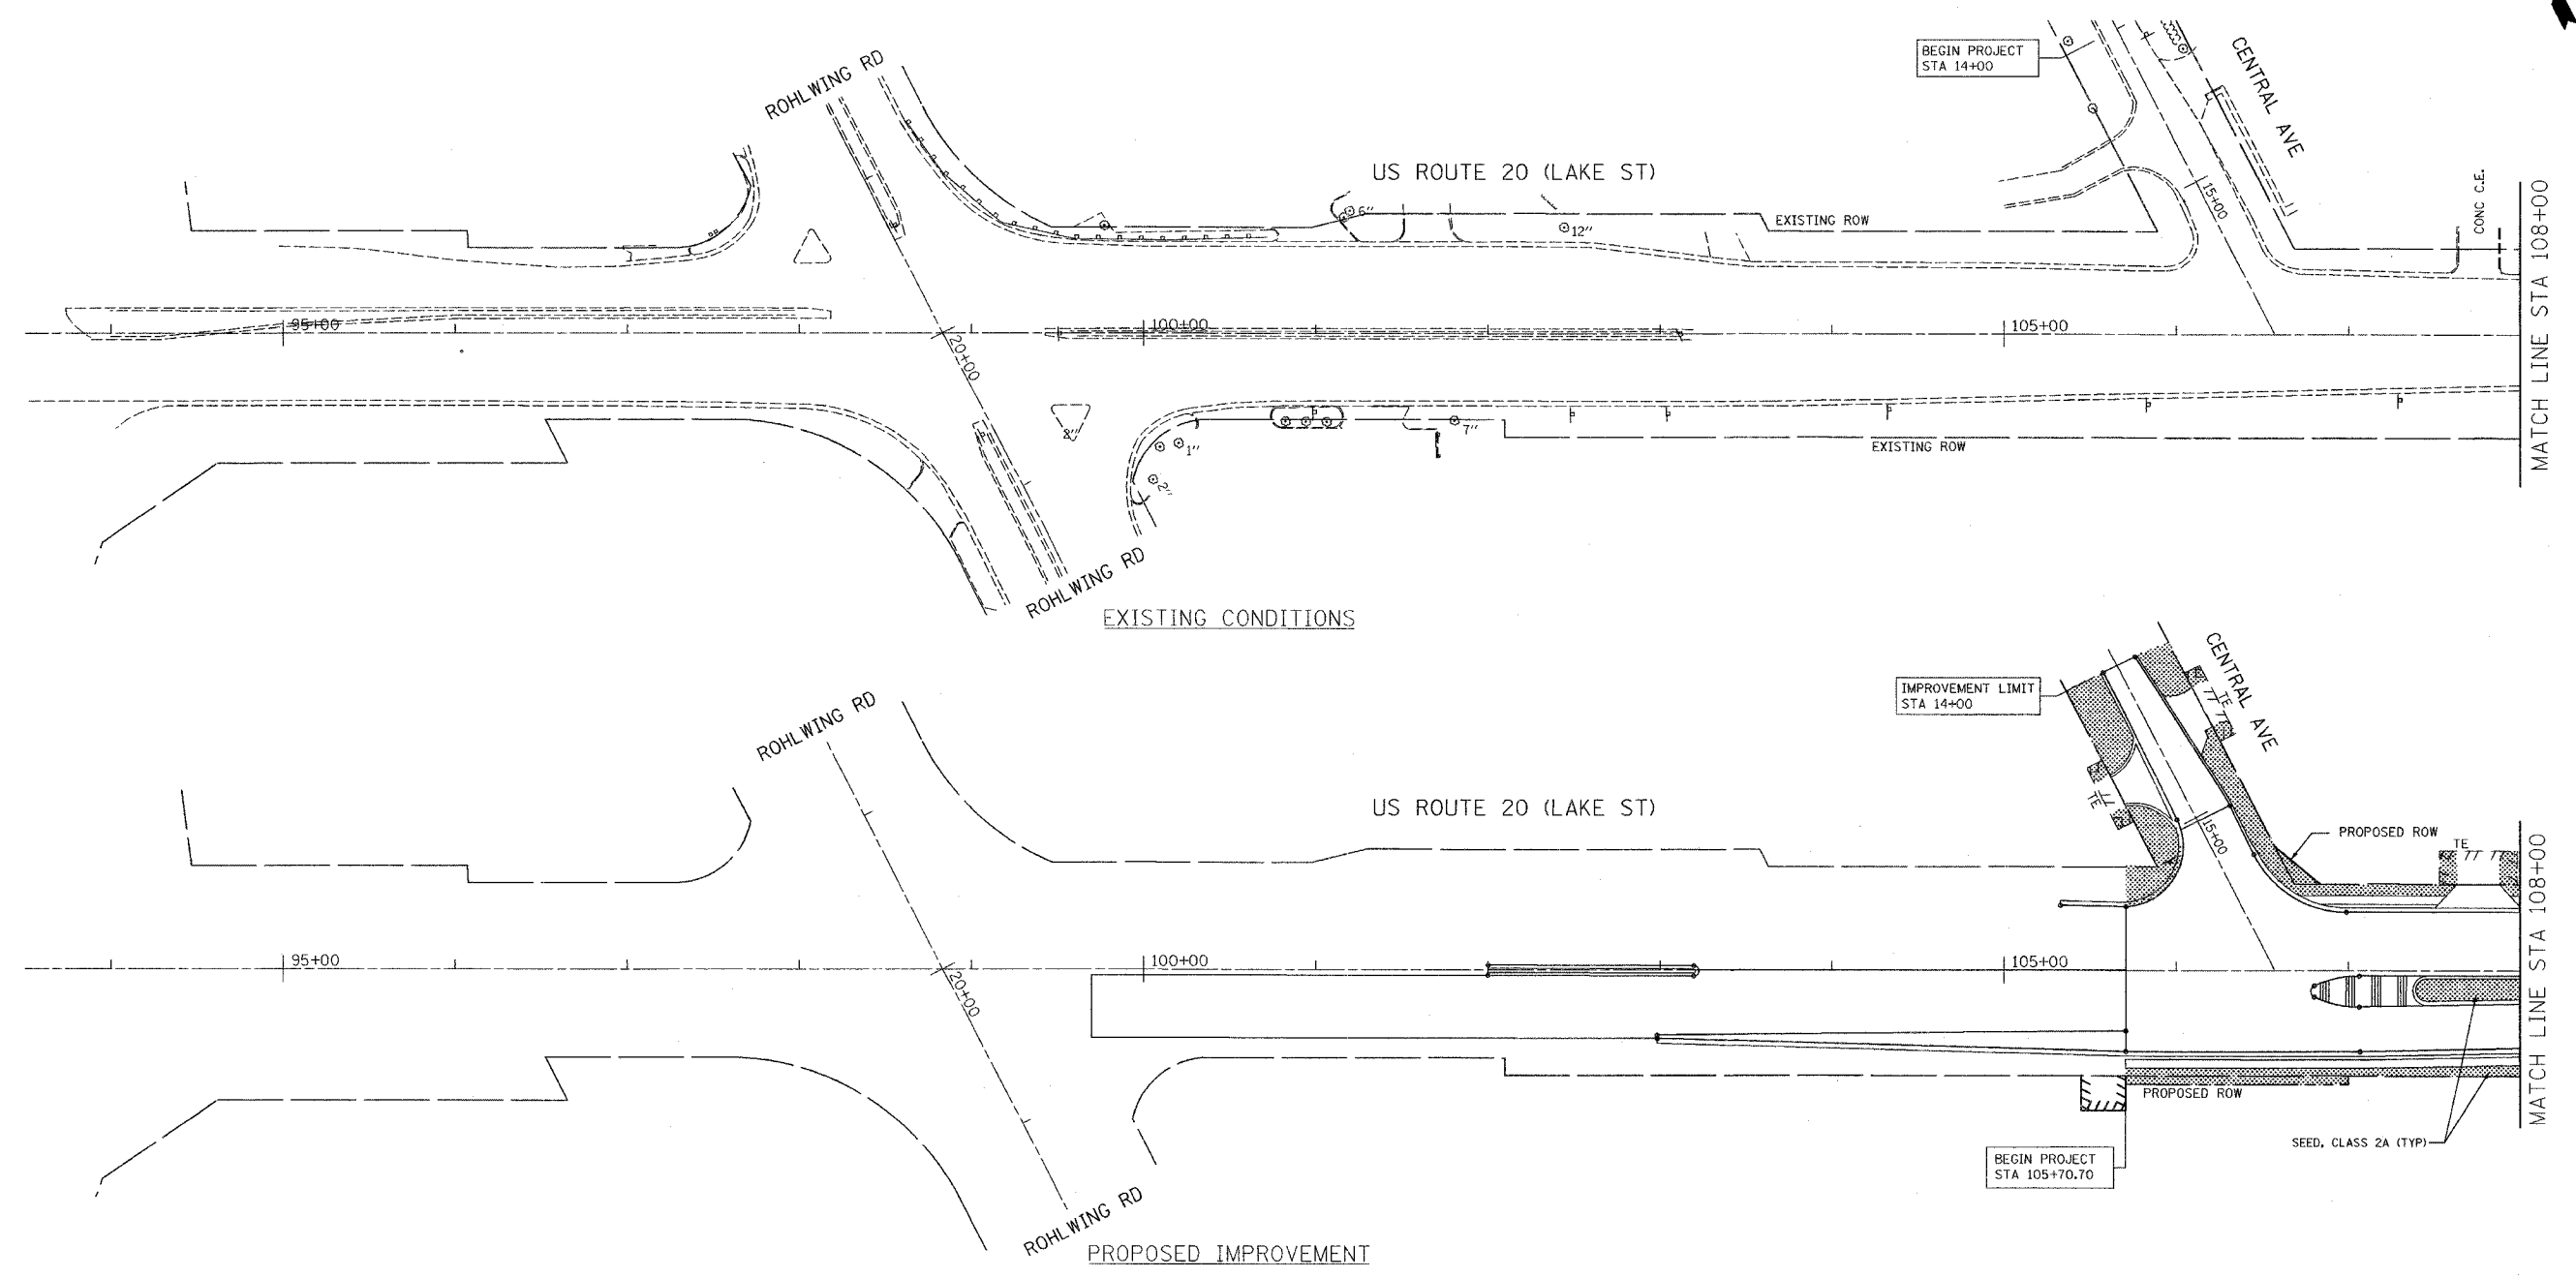 ROHLWING RD
BEGIN PROJECT
STA 14+00
CENTRAL AVE
US ROUTE 20 (LAKE ST)
6"
12"
EXISTING ROW
15+00
CONC C.E.
MATCH LINE STA 108+00
95+00
20+00
100+00
105+00
2"
1"
2"
7"
EXISTING ROW
ROHLWING RD
EXISTING CONDITIONS
ROHLWING RD
IMPROVEMENT LIMIT
STA 14+00
CENTRAL AVE
TE
TE
US ROUTE 20 (LAKE ST)
15+00
PROPOSED ROW
TE
MATCH LINE STA 108+00
95+00
20+00
100+00
105+00
PROPOSED ROW
SEED, CLASS 2A (TYP)
BEGIN PROJECT
STA 105+70.70
ROHLWING RD
PROPOSED IMPROVEMENT